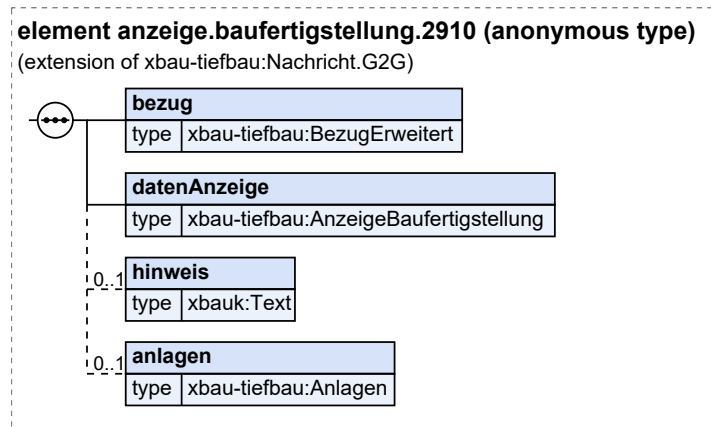 element anzeige.baufertigstellung.2910 (anonymous type)
(extension of xbau-tiefbau:Nachricht.G2G)
bezug
type xbau-tiefbau:BezugErweitert
datenAnzeige
type xbau-tiefbau:AnzeigeBaufertigstellung
0..1 hinweis
type xbauk:Text
0..1 anlagen
type xbau-tiefbau:Anlagen